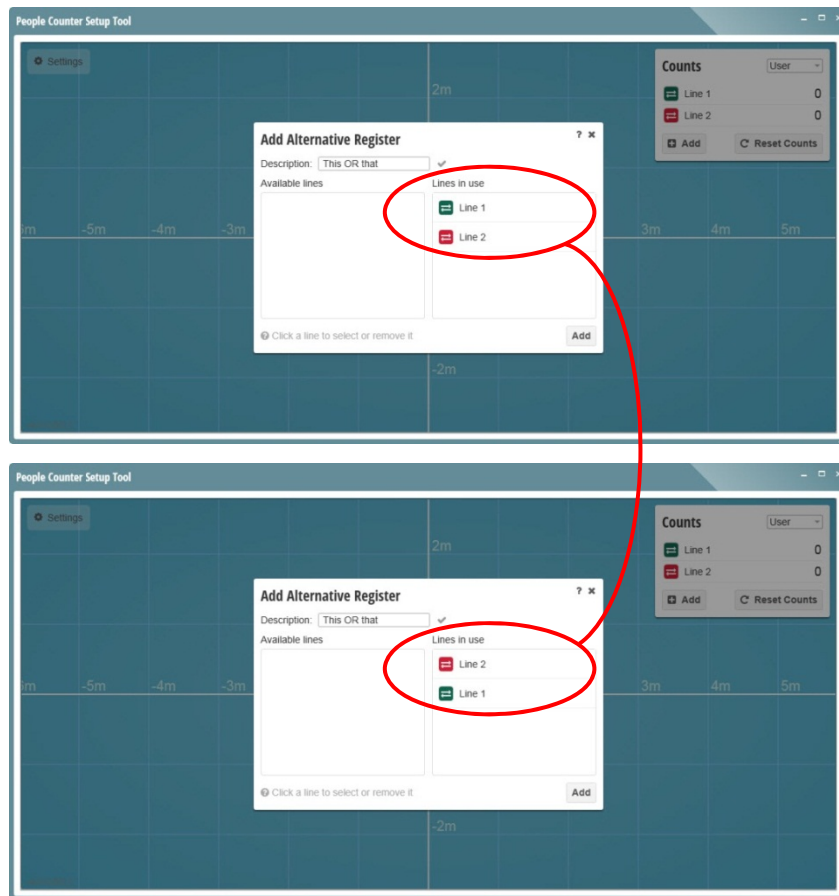 People Counter Setup Tool
Settings
Counts User
2m
Line 1 0
Line 2 0
Add Reset Counts
Add Alternative Register ? ×
Description: This OR that
Available lines Lines in use
Line 1
Line 2
-5m -4m -3m 3m 4m 5m
Click a line to select or remove it Add
-2m
People Counter Setup Tool
Settings
Counts User
2m
Line 1 0
Line 2 0
Add Reset Counts
Add Alternative Register ? ×
Description: This OR that
Available lines Lines in use
Line 2
Line 1
-5m -4m -3m 3m 4m 5m
Click a line to select or remove it Add
-2m